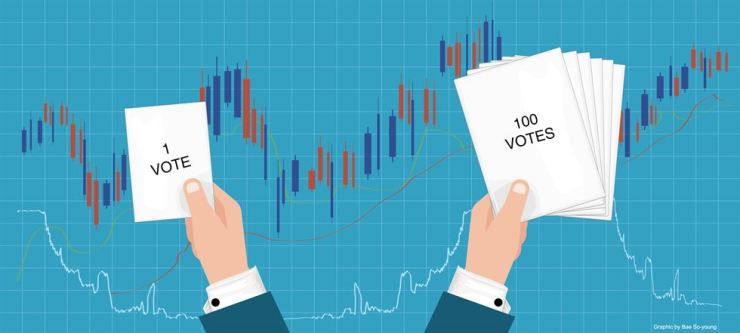 1
VOTE
100
VOTES
Graphic by Bae So-young